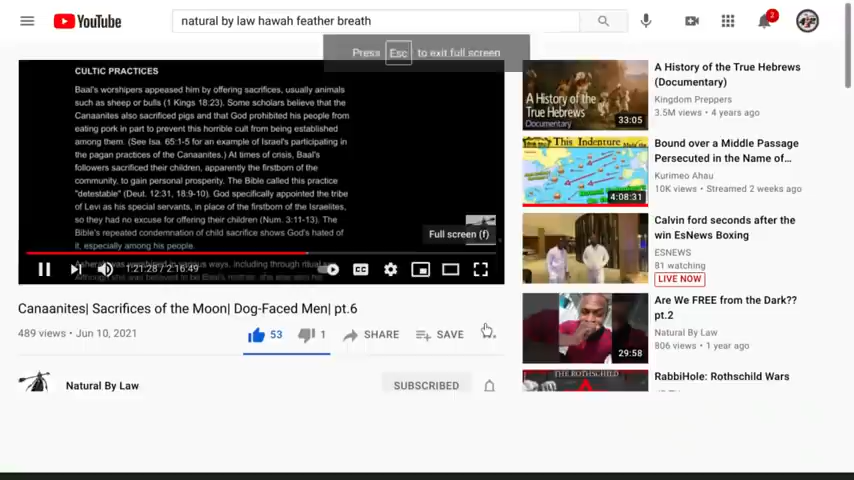 YouTube
natural by law hawah feather breath
2
Press Esc to exit full screen
CULTIC PRACTICES
Baal's worshipers appeased him by offering sacrifices, usually animals
such as sheep or bulls (1 Kings 18:23). Some scholars believe that the
Canaanites also sacrificed pigs and that God prohibited his people from
eating pork in part to prevent this horrible cult from being established
among them. (See Isa. 65:1-5 for an example of Israel's participating in
the pagan practices of the Canaanites.) At times of crisis, Baal's
followers sacrificed their children, apparently the firstborn of the
community, to gain personal prosperity. The Bible called this practice
"detestable" (Deut. 12:31, 18:9-10). God specifically appointed the tribe
of Levi as his special servants, in place of the firstborn of the Israelites,
so they had no excuse for offering their children (Num. 3:11-13). The
Bible's repeated condemnation of child sacrifice shows God's hated of
it, especially among his people.
Full screen (f)
1:21:28 / 2:16:49
CC
Canaanites| Sacrifices of the Moon| Dog-Faced Men| pt.6
489 views • Jun 10, 2021
53
1
SHARE
SAVE
Natural By Law
SUBSCRIBED
A History of the True Hebrews
Documentary
33:05
A History of the True Hebrews
(Documentary)
Kingdom Preppers
3.5M views • 4 years ago
This Indenture
4:08:31
Bound over a Middle Passage
Persecuted in the Name of...
Kurimeo Ahau
10K views • Streamed 2 weeks ago
Calvin ford seconds after the
win EsNews Boxing
ESNEWS
81 watching
LIVE NOW
29:58
Are We FREE from the Dark??
pt.2
Natural By Law
806 views • 1 year ago
THE ROTHSCHILD
RabbiHole: Rothschild Wars